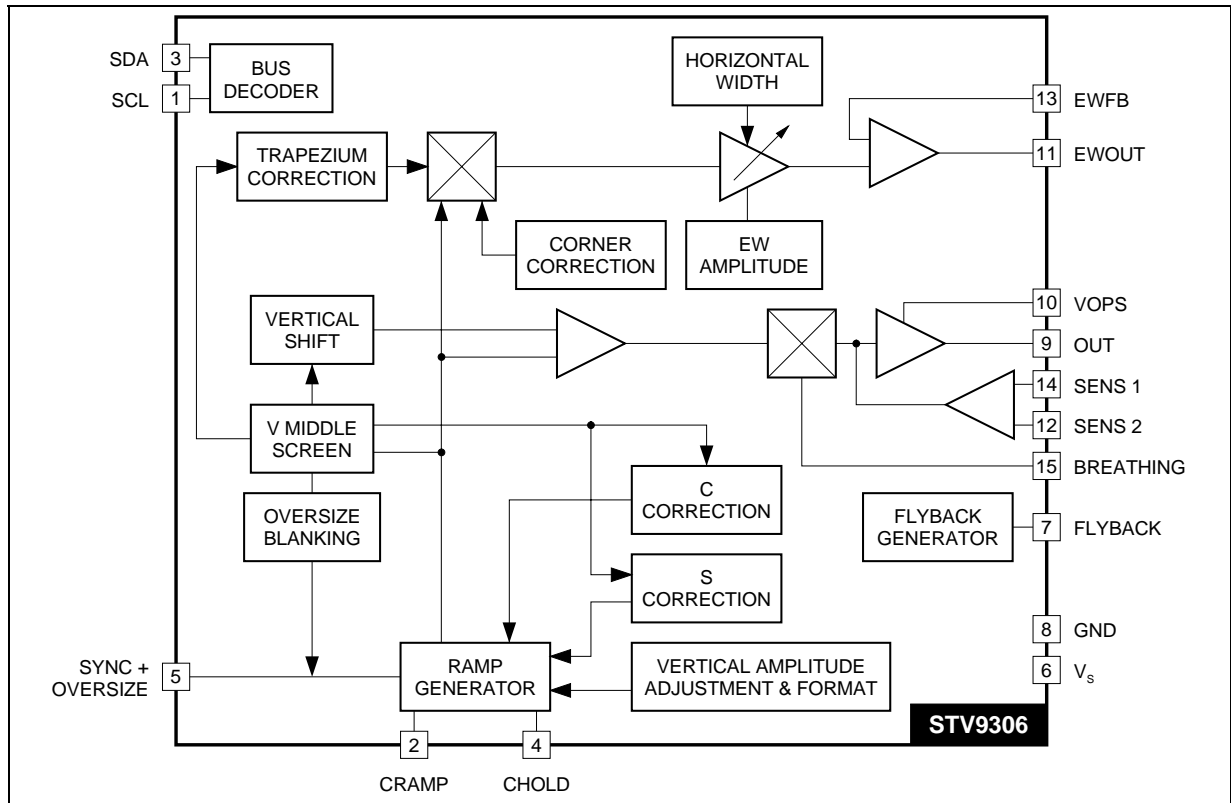 SDA
3
BUS
DECODER
SCL
1
HORIZONTAL
WIDTH
13
EWFB
TRAPEZIUM
CORRECTION
11
EWOUT
CORNER
CORRECTION
EW
AMPLITUDE
VERTICAL
SHIFT
10
VOPS
9
OUT
14
SENS 1
V MIDDLE
SCREEN
12
SENS 2
15
BREATHING
C
CORRECTION
OVERSIZE
BLANKING
FLYBACK
GENERATOR
7
FLYBACK
S
CORRECTION
8
GND
SYNC +
OVERSIZE
5
RAMP
GENERATOR
VERTICAL AMPLITUDE
ADJUSTMENT & FORMAT
6
VS
STV9306
2
4
CRAMP
CHOLD